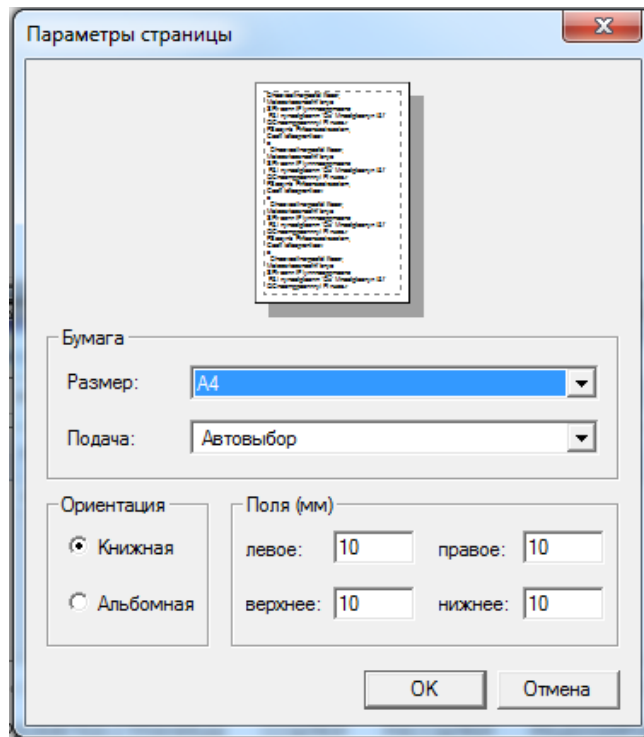 Параметры страницы
Бумага
Размер: A4
Подача: Автовыбор
Ориентация
Книжная
Альбомная
Поля (мм)
левое: 10 правое: 10
верхнее: 10 нижнее: 10
OK Отмена